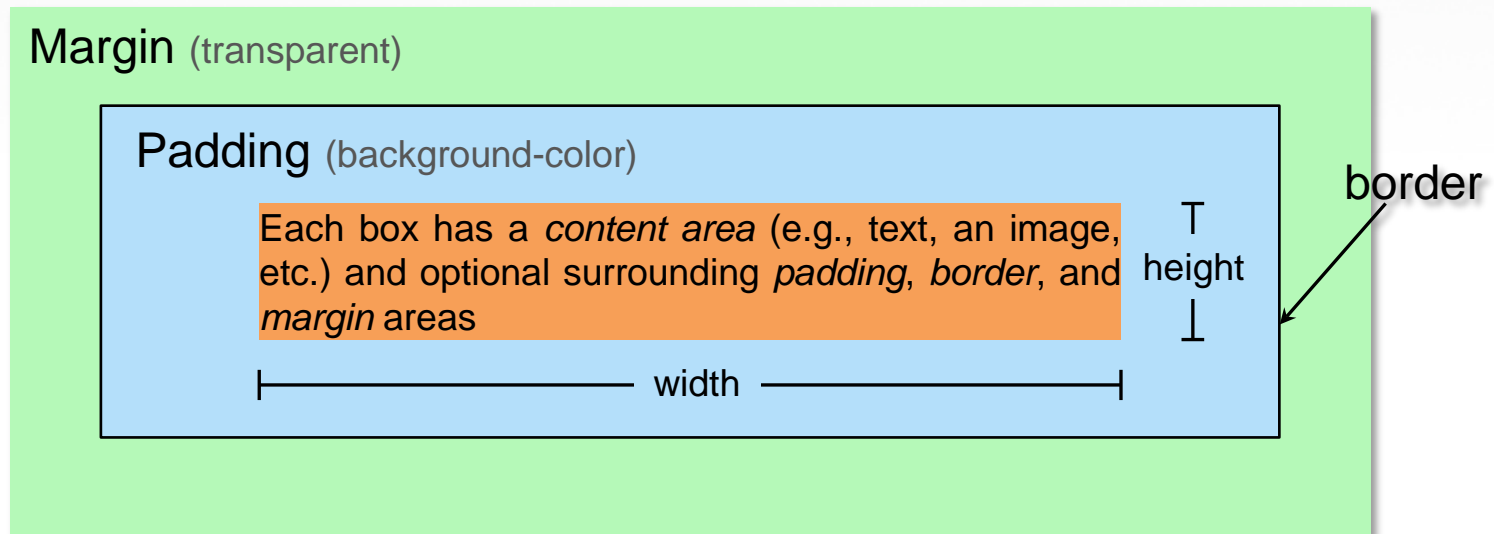 Margin (transparent)
Padding (background-color)
border
Each box has a content area (e.g., text, an image,
etc.) and optional surrounding padding, border, and
margin areas
height
width